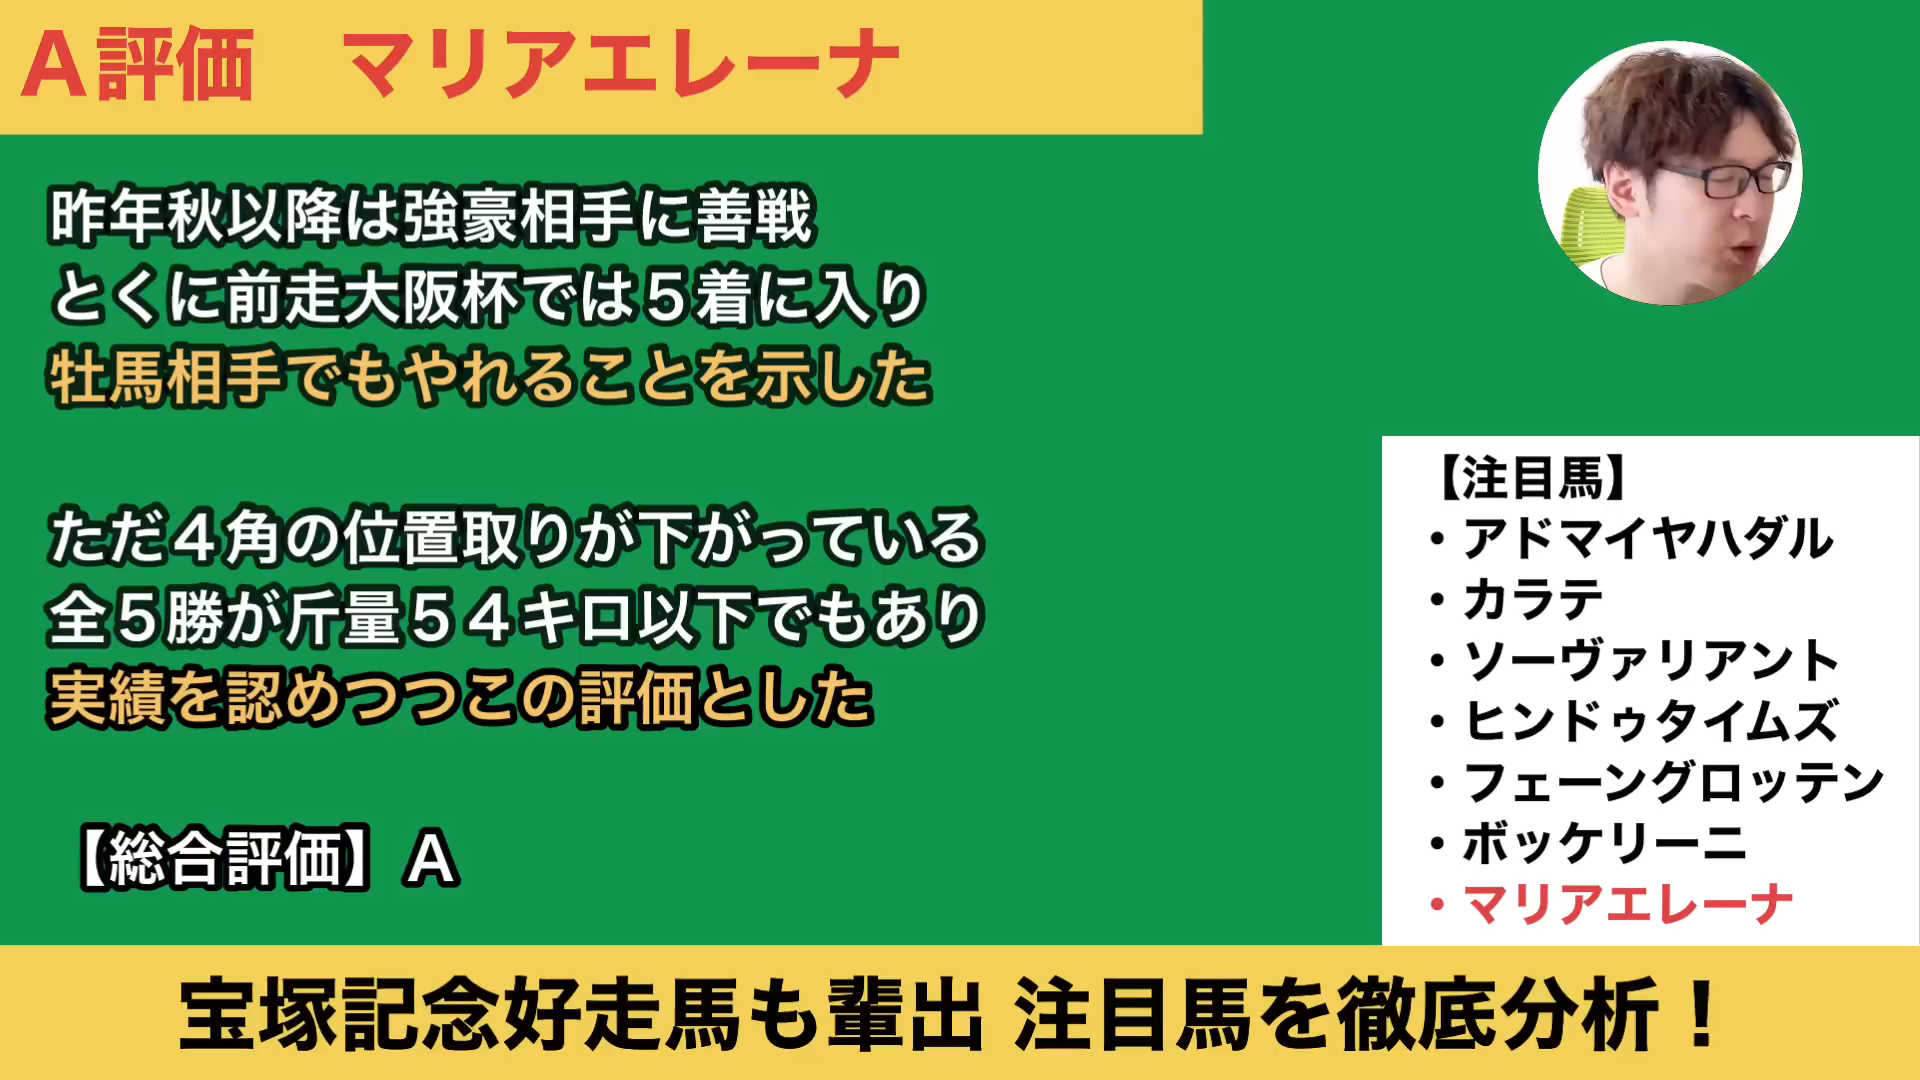 A評価　マリアエレーナ
昨年秋以降は強豪相手に善戦
とくに前走大阪杯では５着に入り
牡馬相手でもやれることを示した
ただ４角の位置取りが下がっている
全５勝が斤量５４キロ以下でもあり
実績を認めつつこの評価とした
【総合評価】A
【注目馬】
・アドマイヤハダル
・カラテ
・ソーヴァリアント
・ヒンドゥタイムズ
・フェーングロッテン
・ボッケリーニ
・マリアエレーナ
宝塚記念好走馬も輩出 注目馬を徹底分析！